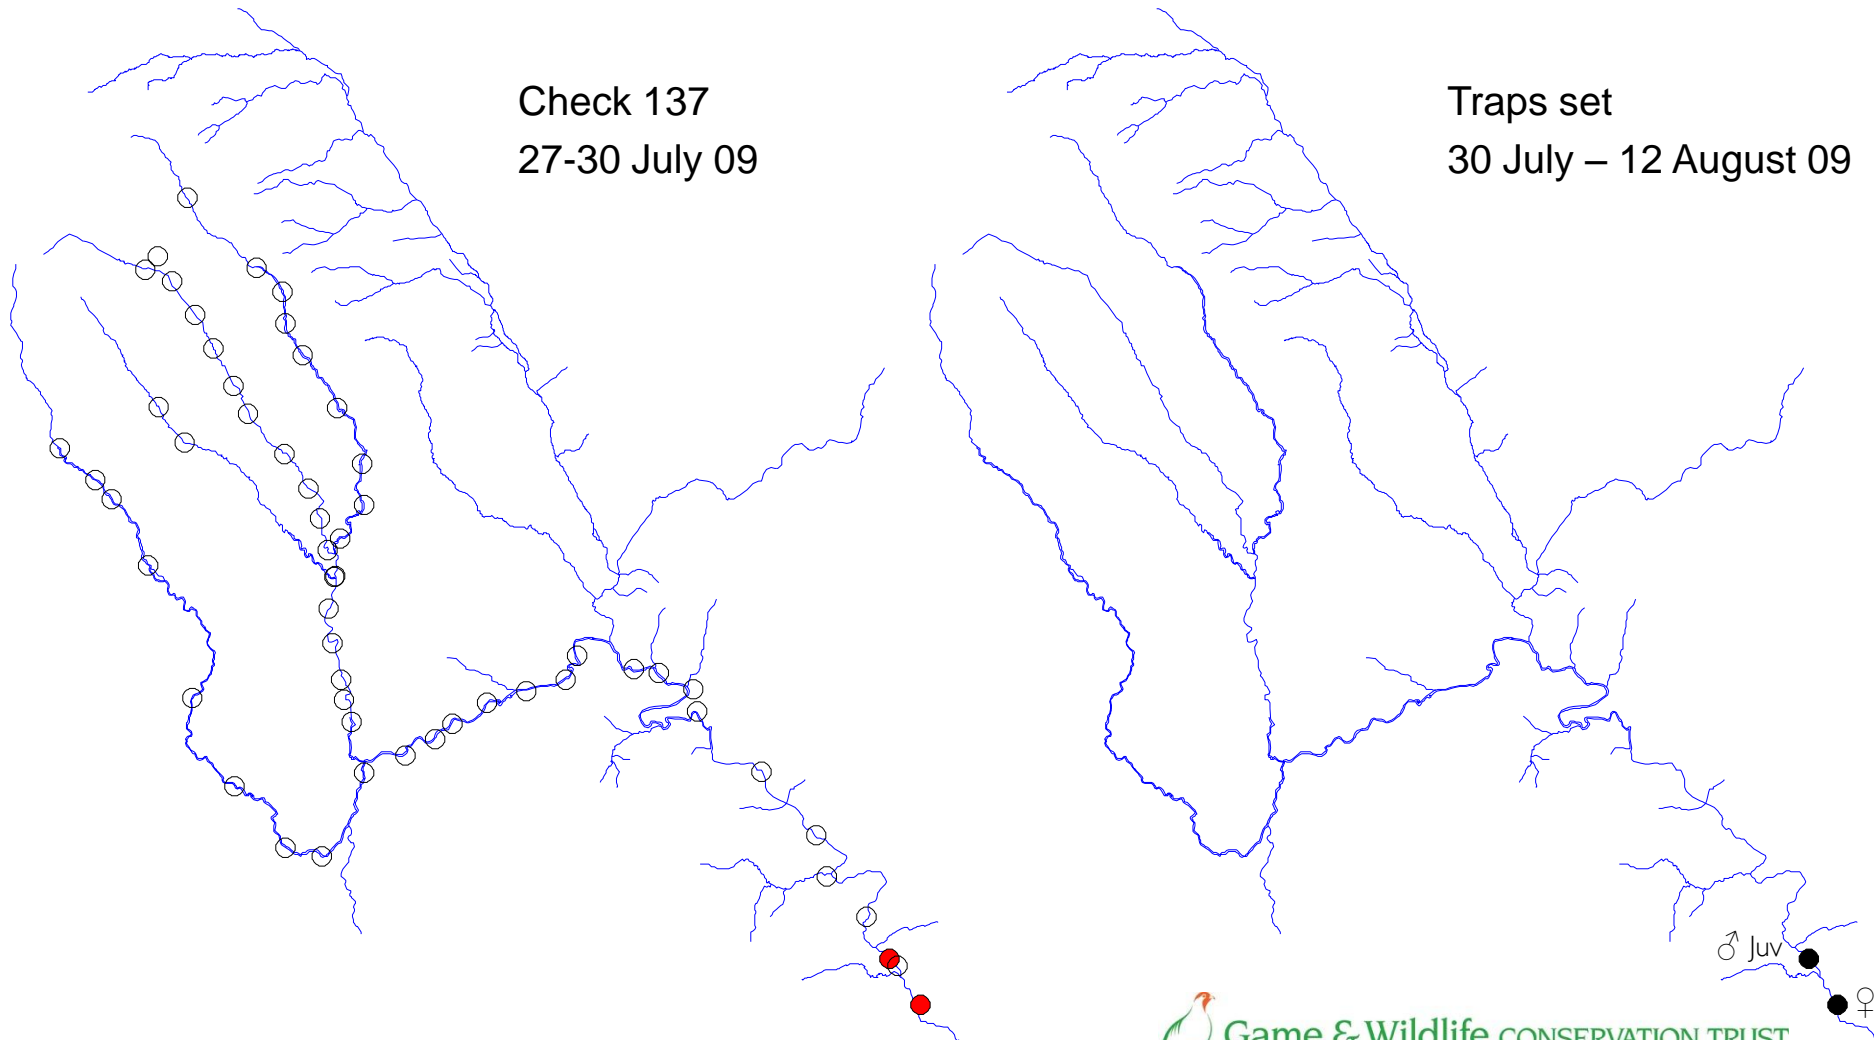 Check 137
27-30 July 09
Traps set
30 July – 12 August 09
♂ Juv
♀
Game & Wildlife CONSERVATION TRUST